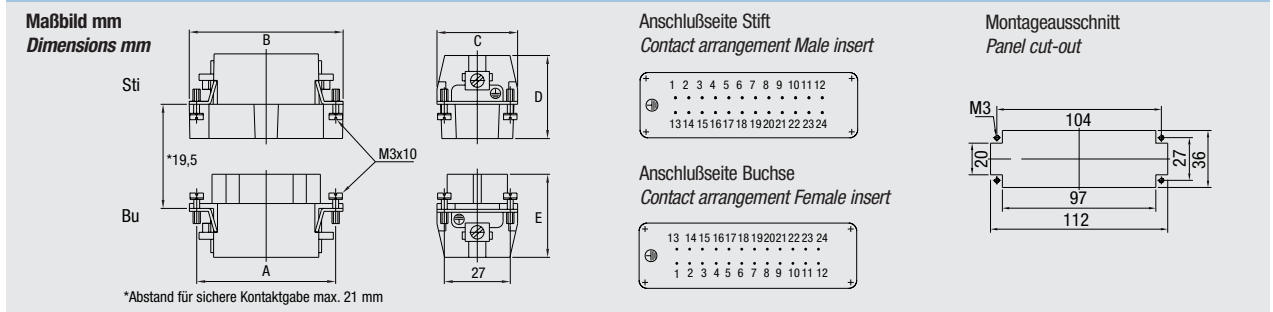 Maßbild mm
Dimensions mm
B
C
Sti
D
*19,5
M3x10
Bu
E
A
27
*Abstand für sichere Kontaktgabe max. 21 mm
Anschlußseite Stift
Contact arrangement Male insert
1 2 3 4 5 6 7 8 9 10 11 12
13 14 15 16 17 18 19 20 21 22 23 24
Anschlußseite Buchse
Contact arrangement Female insert
13 14 15 16 17 18 19 20 21 22 23 24
1 2 3 4 5 6 7 8 9 10 11 12
Montageausschnitt
Panel cut-out
M3
104
20
27
36
97
112